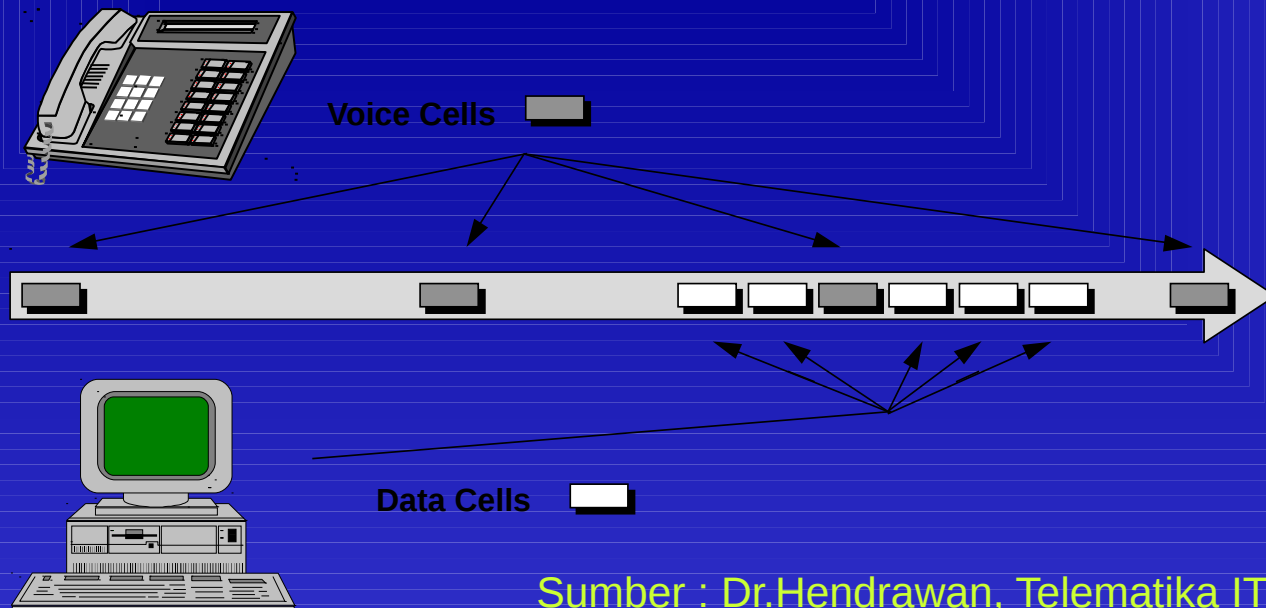 Voice Cells
Data Cells
Sumber : Dr.Hendrawan, Telematika IT